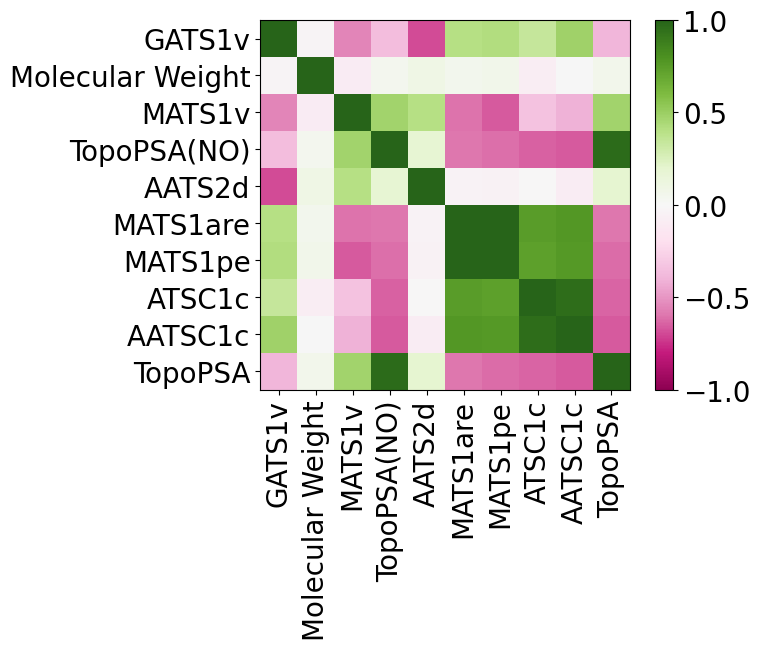 GATS1v
Molecular Weight
MATS1v
TopoPSA(NO)
AATS2d
MATS1are
MATS1pe
ATSC1c
AATSC1c
TopoPSA
GATS1v
Molecular Weight
MATS1v
TopoPSA(NO)
AATS2d
MATS1are
MATS1pe
ATSC1c
AATSC1c
TopoPSA
1.0
0.5
0.0
−0.5
−1.0